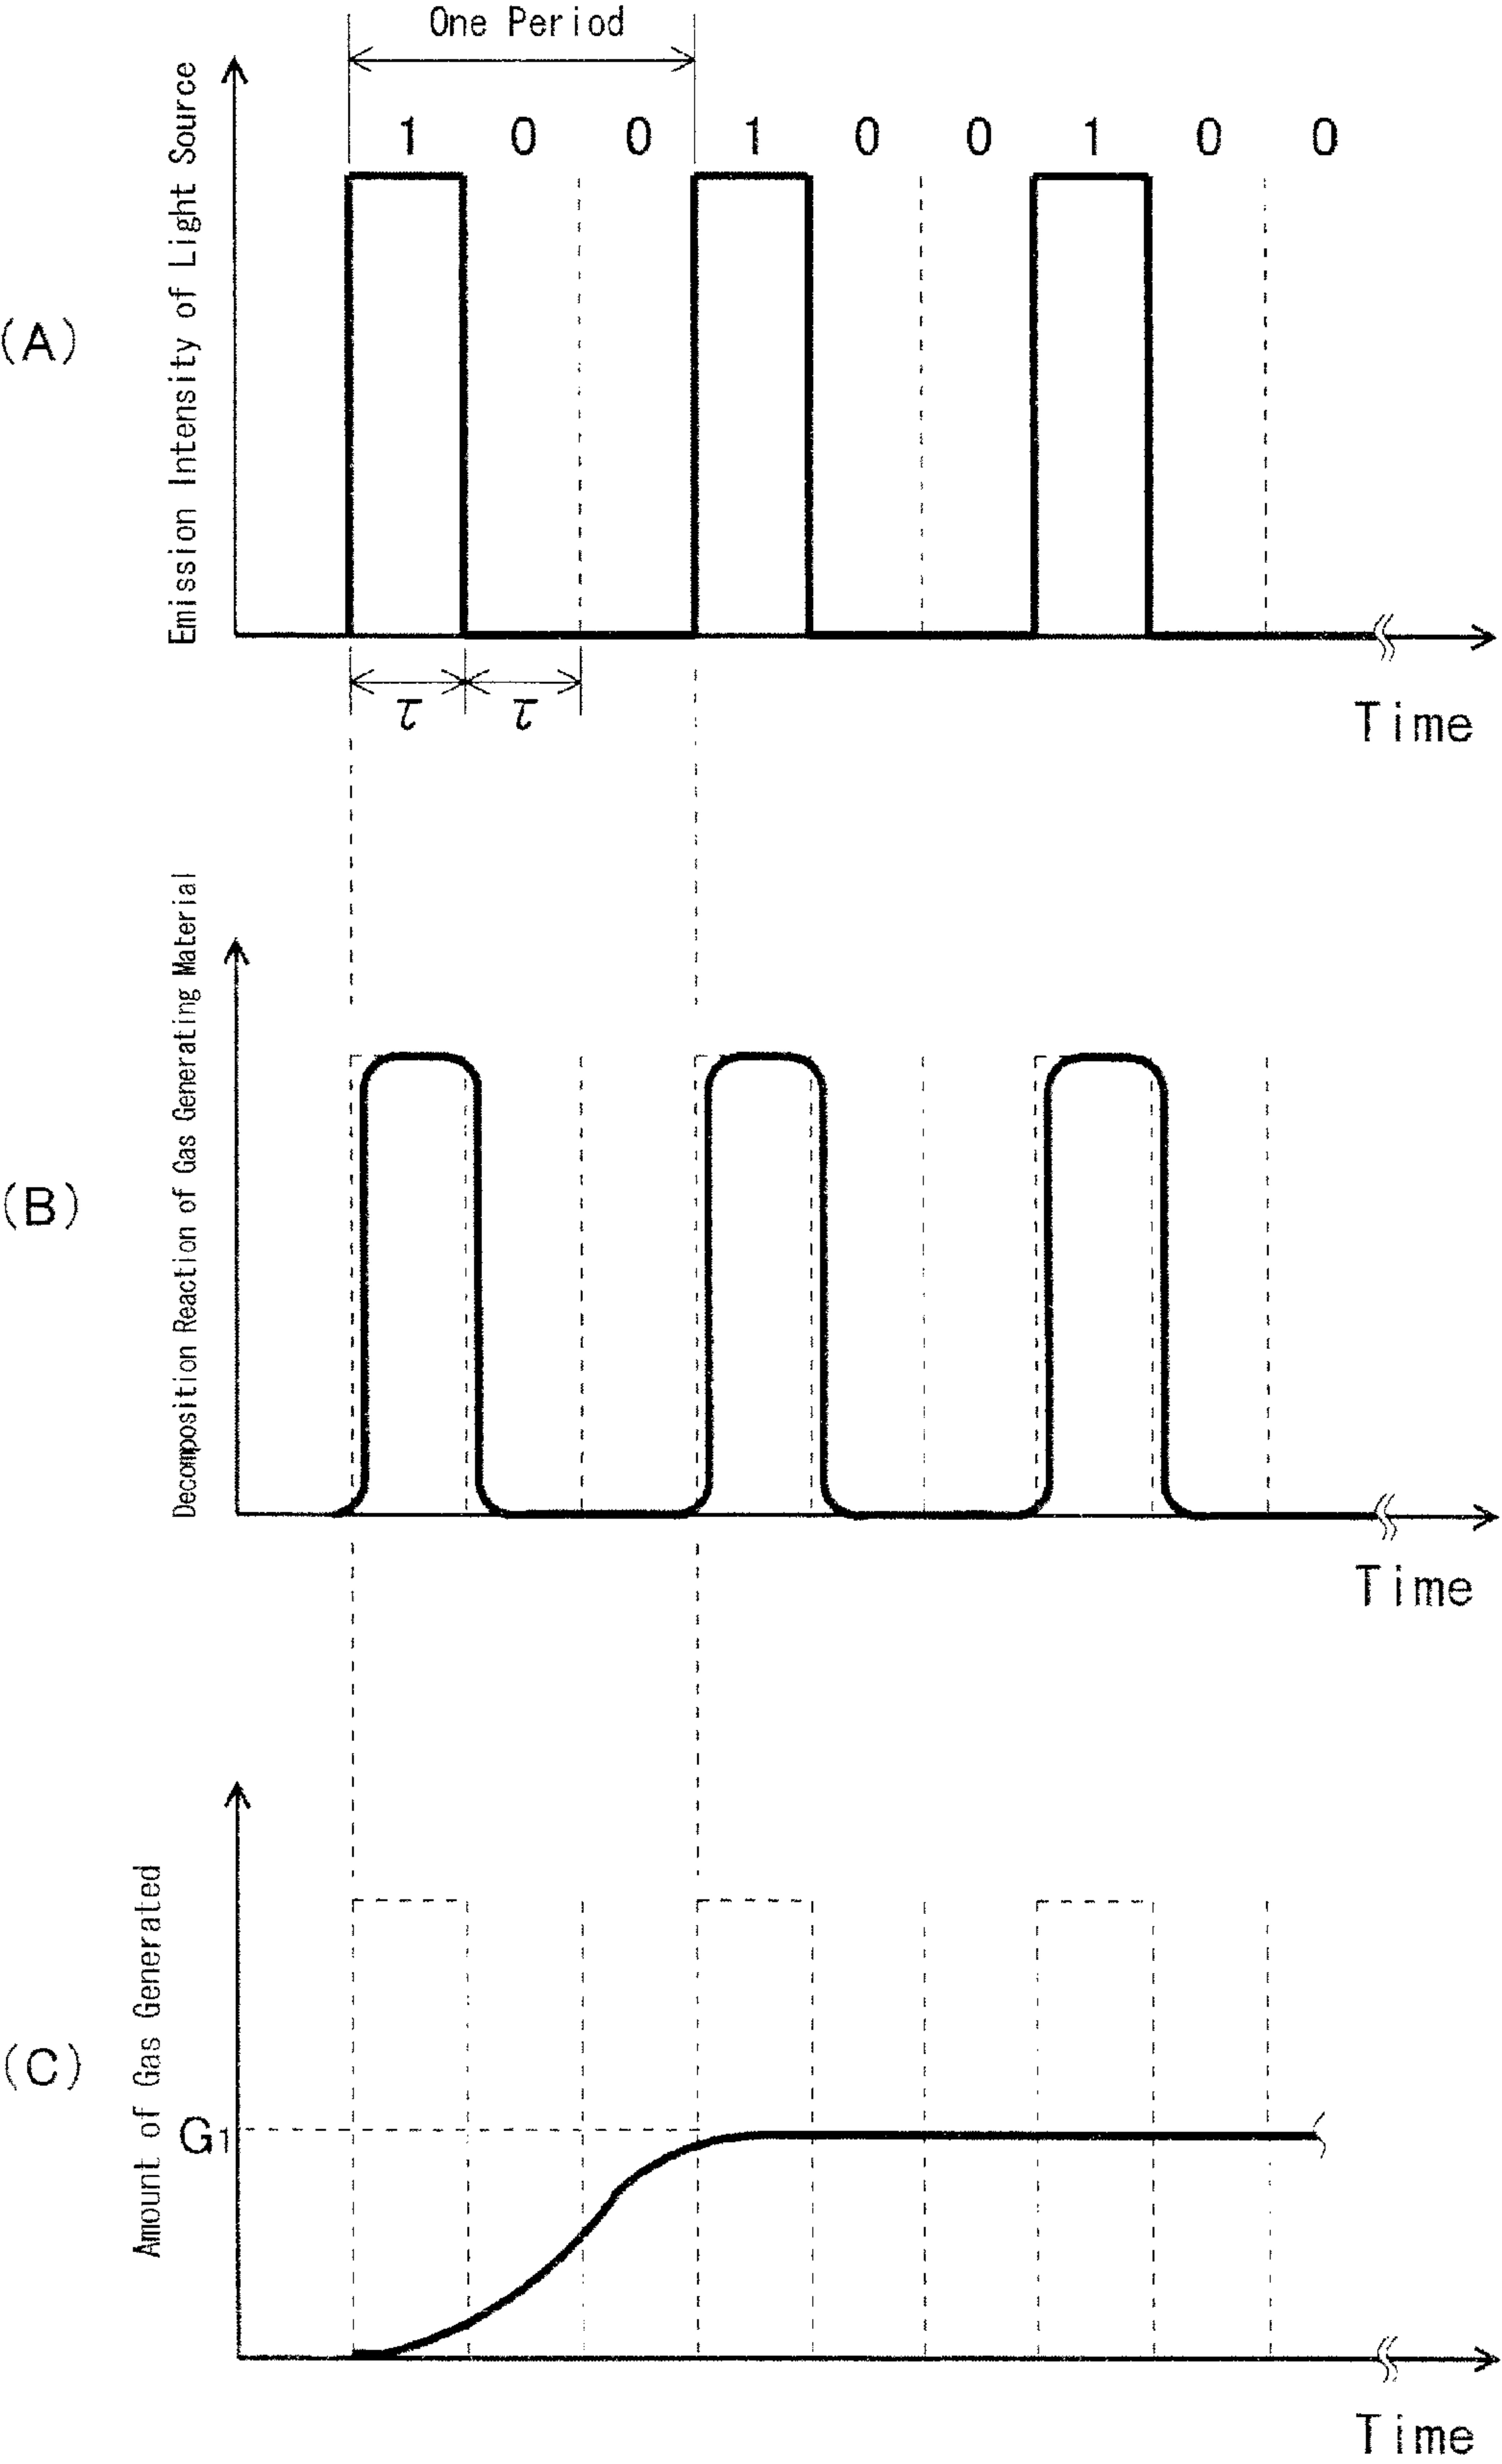 One Period
1 0 0 1 0 0 1 0 0
Emission Intensity of Light Source
(A)
τ τ
Time
Decomposition Reaction of Gas Generating Material
(B)
Time
Amount of Gas Generated
(C)
G1
Time